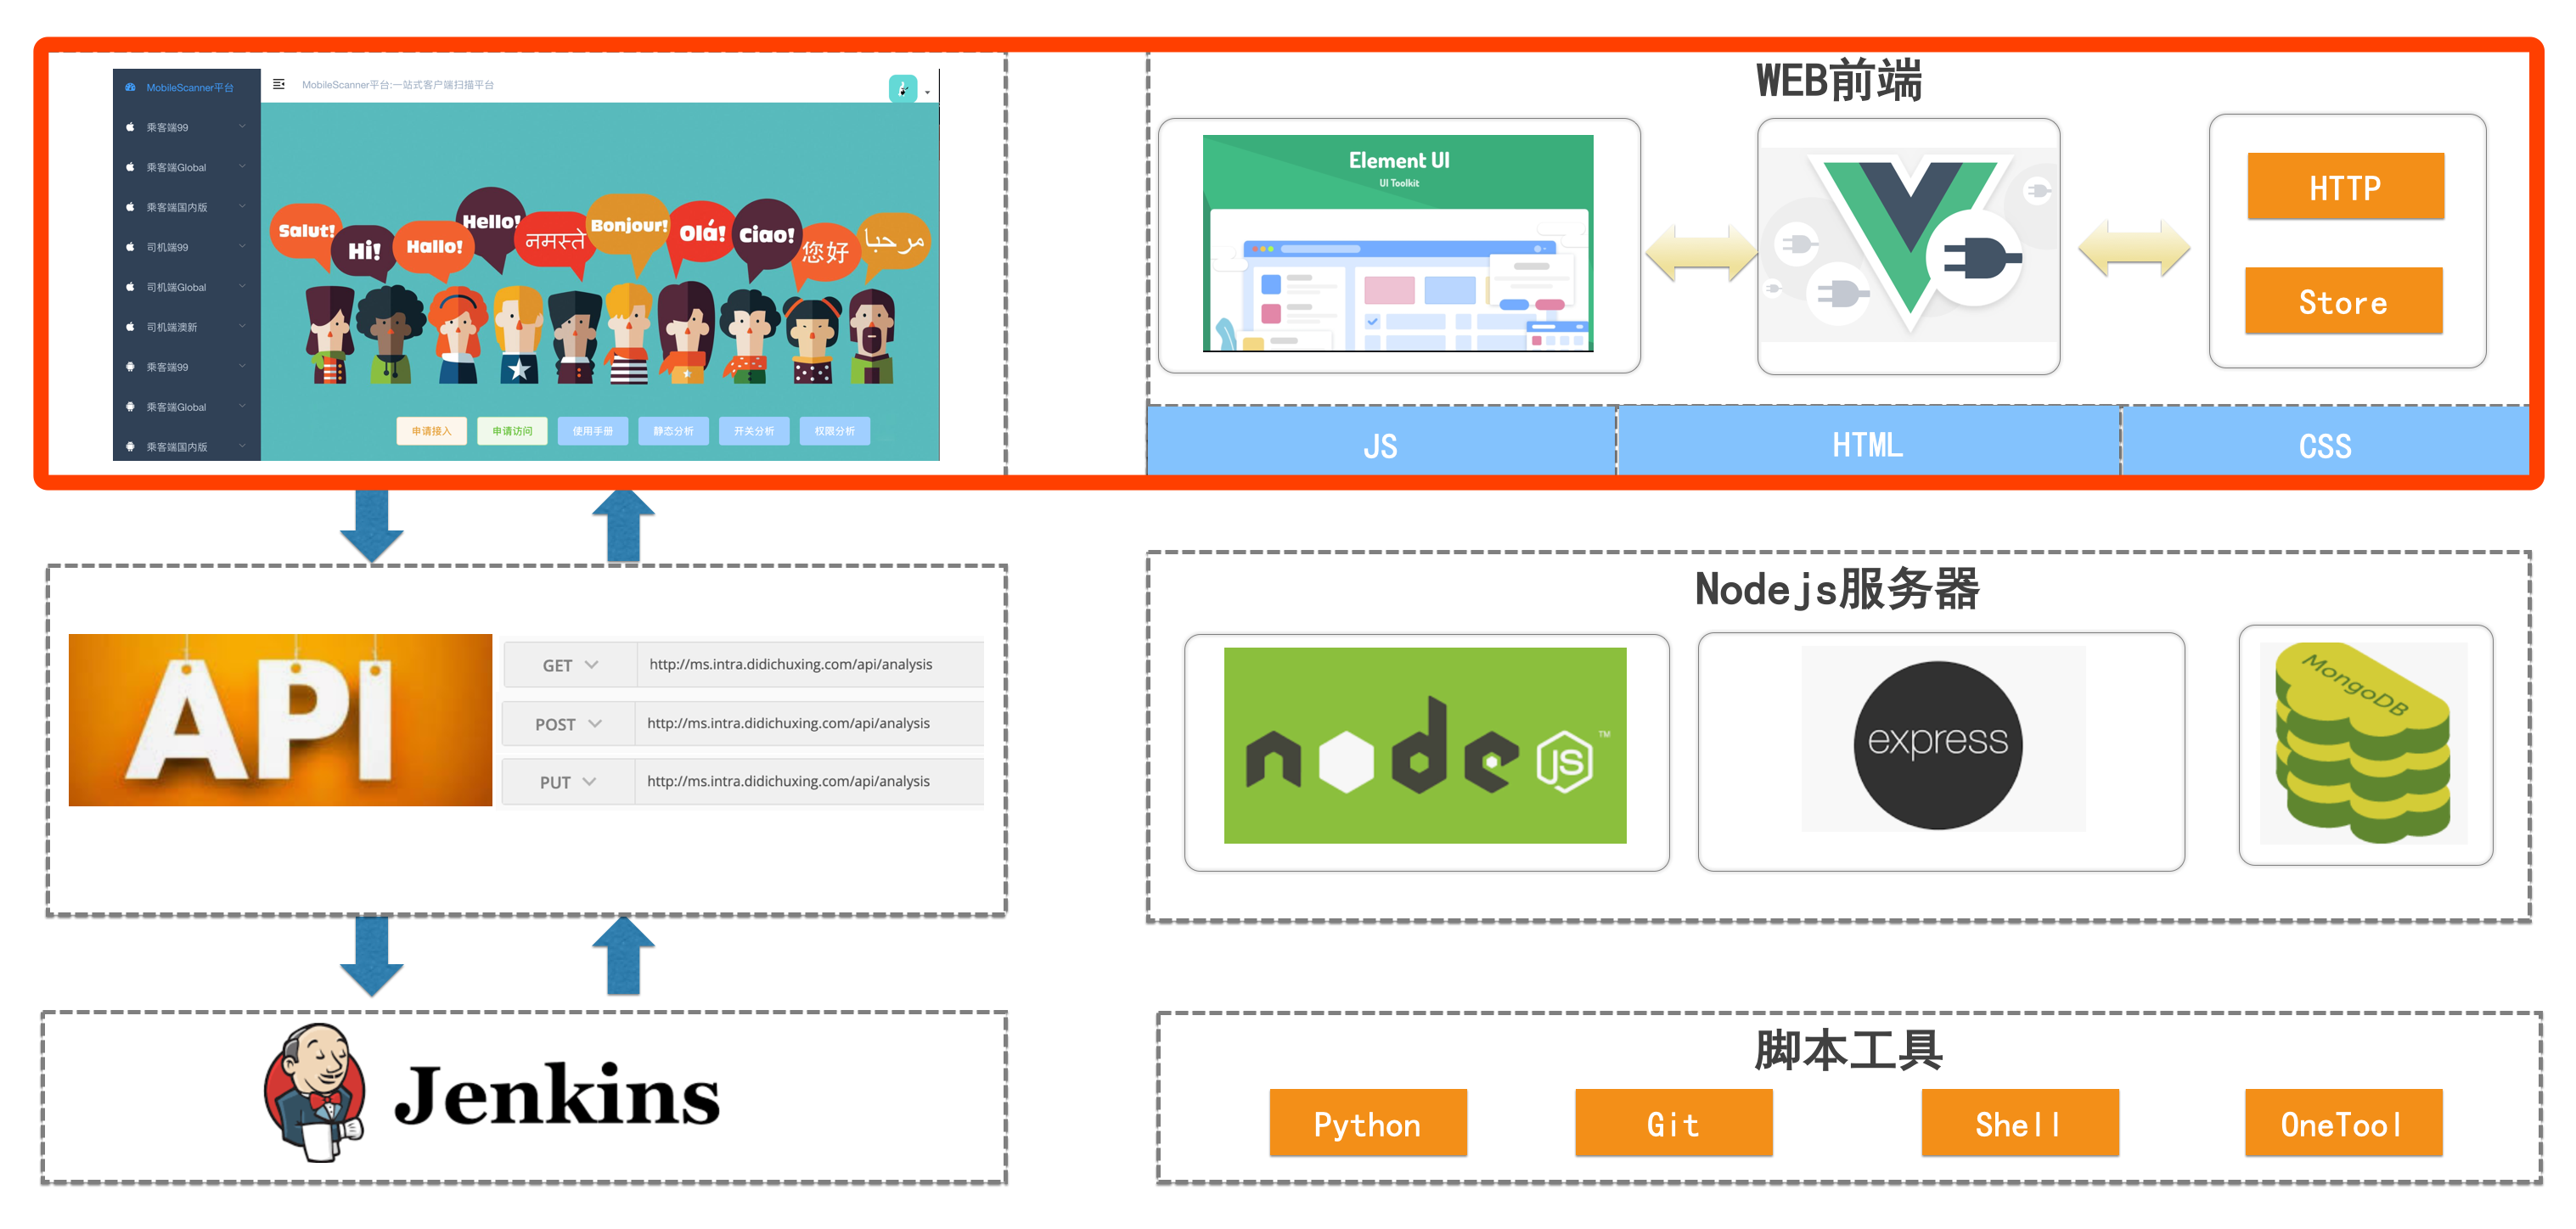 MobileScanner平台
乘客端99
乘客端Global
乘客端国内版
司机端99
司机端Global
司机端澳新
乘客端99
乘客端Global
乘客端国内版
MobileScanner平台:一站式客户端扫描平台
Salut!
Hi!
Hallo!
Hello!
नमस्ते
Bonjour!
Olá!
Ciao!
您好
مرحبا
申请接入
申请访问
使用手册
静态分析
开关分析
权限分析
WEB前端
Element UI
UI Toolkit
HTTP
Store
JS
HTML
CSS
API
GET http://ms.intra.didichuxing.com/api/analysis
POST http://ms.intra.didichuxing.com/api/analysis
PUT http://ms.intra.didichuxing.com/api/analysis
Nodejs服务器
node
JS
TM
express
MongoDB
Jenkins
脚本工具
Python
Git
Shell
OneTool